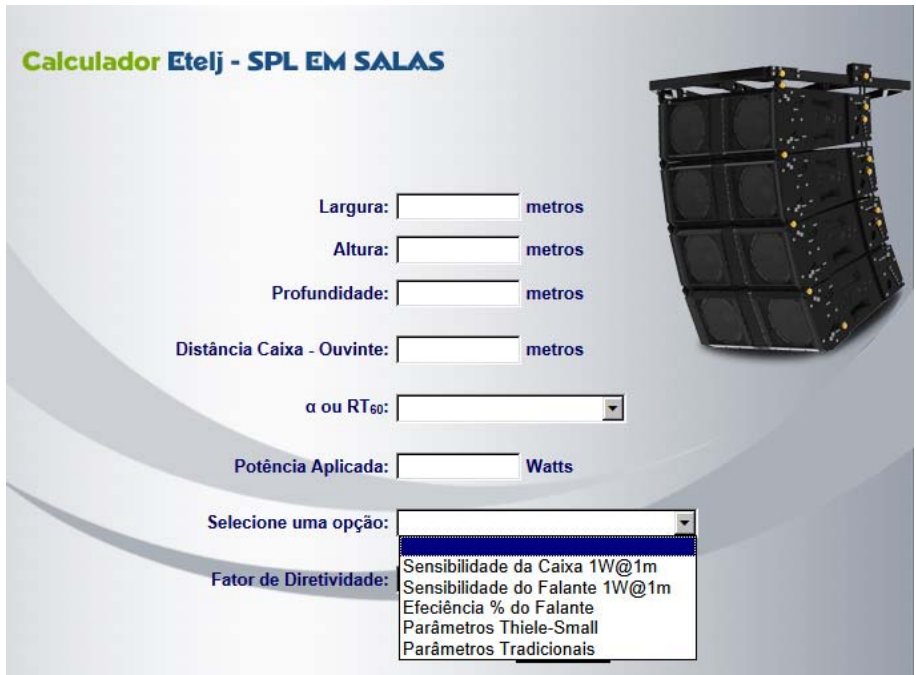 Calculador Etelj - SPL EM SALAS
Largura: metros
Altura: metros
Profundidade: metros
Distância Caixa - Ouvinte: metros
α ou RT60:
Potência Aplicada: Watts
Selecione uma opção:
Sensibilidade da Caixa 1W@1m
Fator de Diretividade:
Sensibilidade do Falante 1W@1m
Efeciência % do Falante
Parâmetros Thiele-Small
Parâmetros Tradicionais